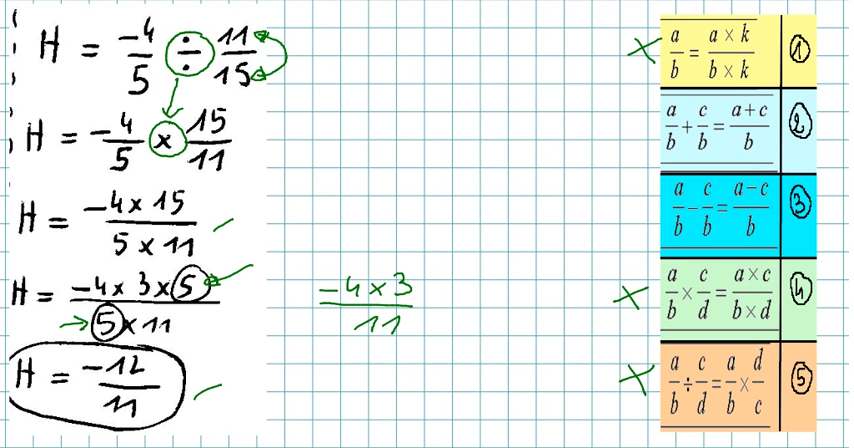 H = -4/5 ÷ 11/15
H = -4/5 × 15/11
H = -4 × 15 / 5 × 11
H = -4 × 3 × 5 / 5 × 11
H = -12/11
-4 × 3 / 11
× a/b = a × k / b × k ①
a/b + c/b = a + c / b ②
a/b - c/b = a - c / b ③
× a/b × c/d = a × c / b × d ④
× a/b ÷ c/d = a/b × d/c ⑤